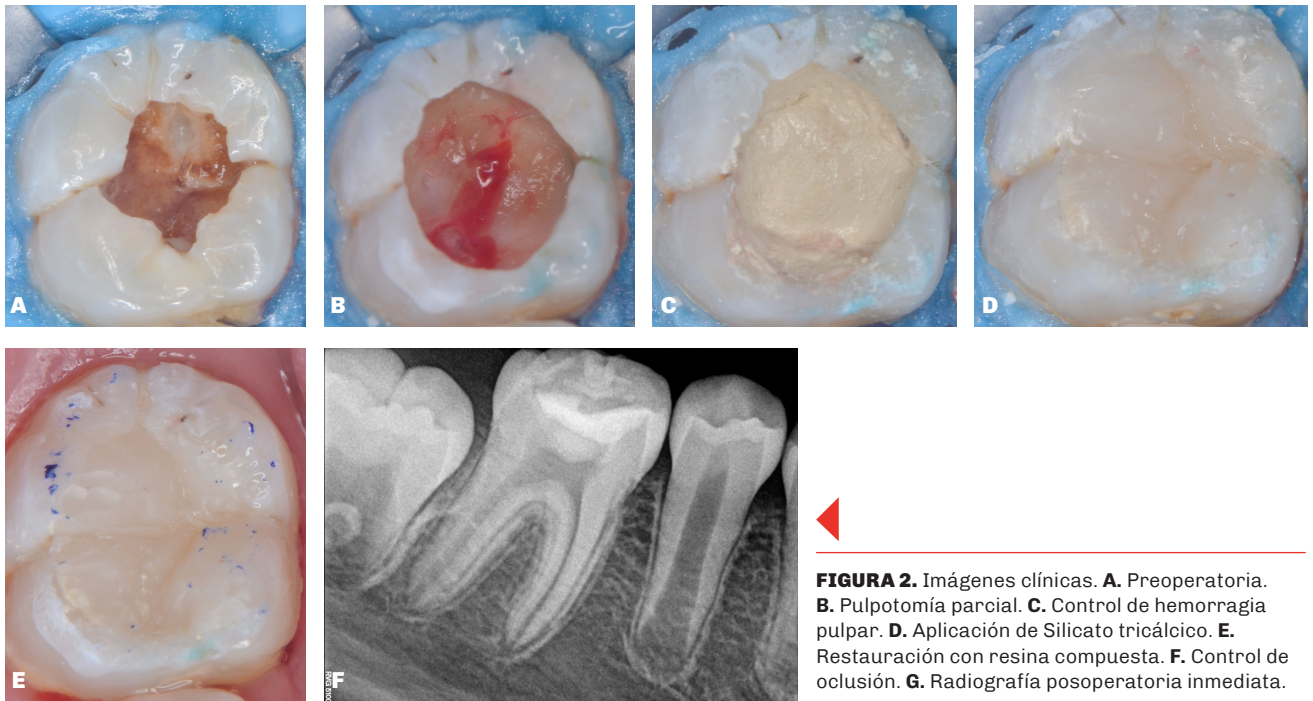 A
B
C
D
E
F
FIGURA 2. Imágenes clínicas. A. Preoperatoria.
B. Pulpotomía parcial. C. Control de hemorragia
pulpar. D. Aplicación de Silicato tricálcico. E.
Restauración con resina compuesta. F. Control de
oclusión. G. Radiografía posoperatoria inmediata.